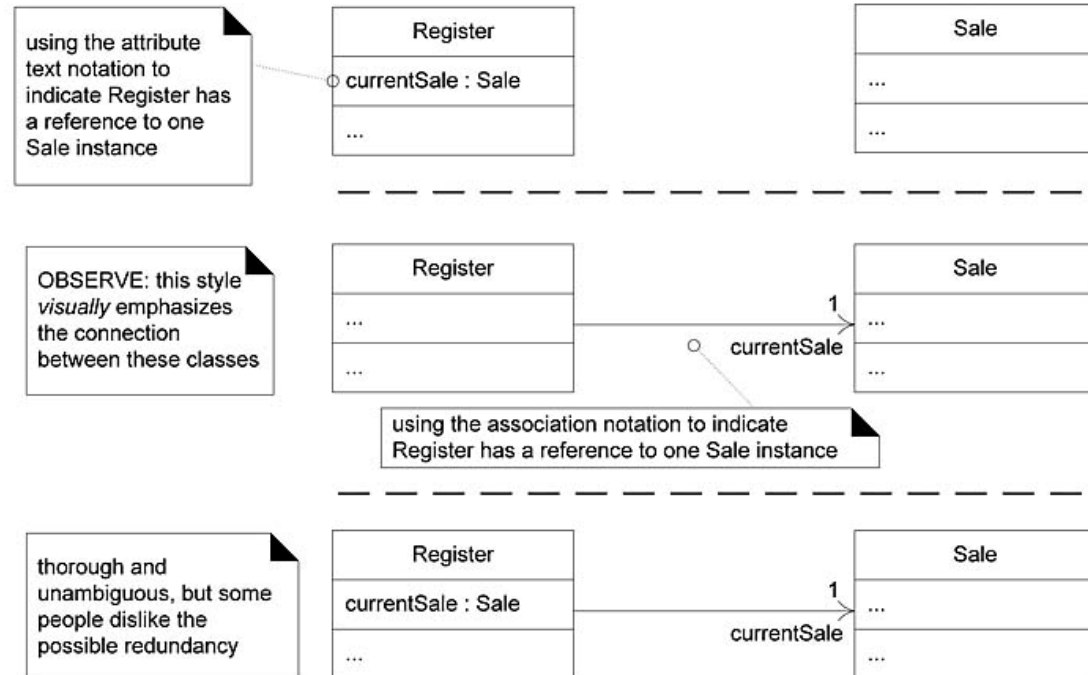 using the attribute
text notation to
indicate Register has
a reference to one
Sale instance
Register
currentSale : Sale
...
Sale
...
...
OBSERVE: this style
visually emphasizes
the connection
between these classes
Register
...
...
1
currentSale
Sale
...
...
using the association notation to indicate
Register has a reference to one Sale instance
thorough and
unambiguous, but some
people dislike the
possible redundancy
Register
currentSale : Sale
...
1
currentSale
Sale
...
...